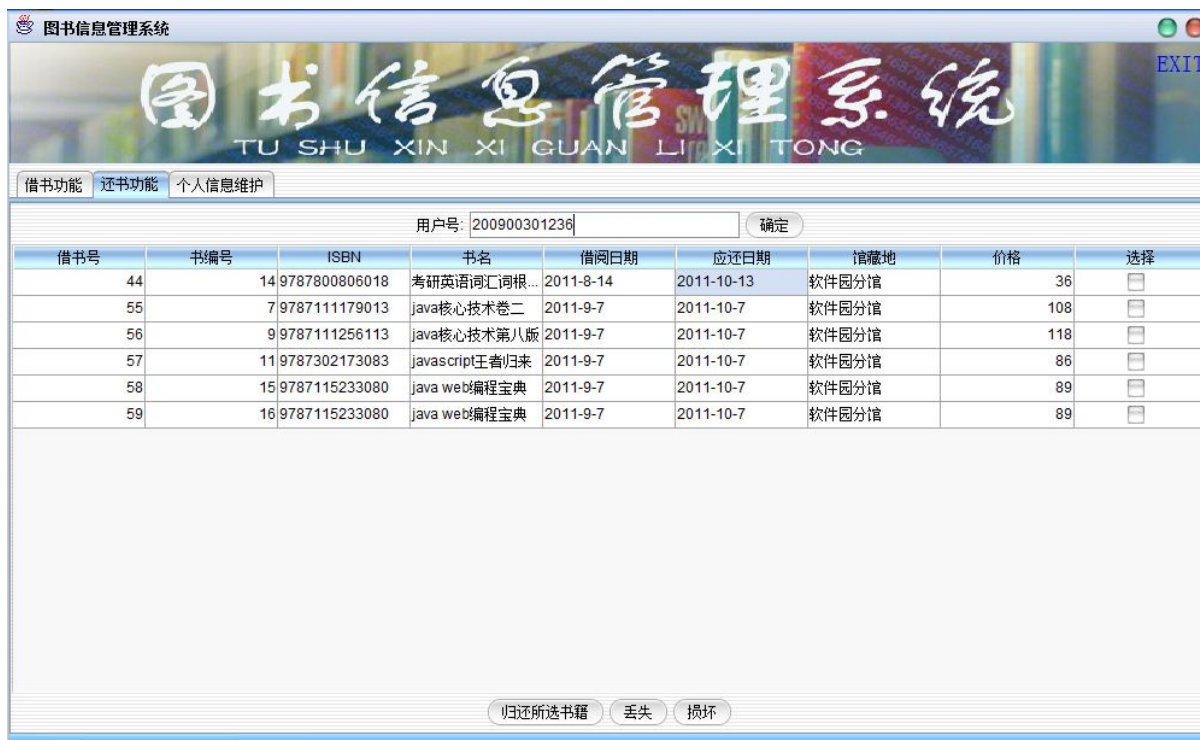 图书信息管理系统
图书信息管理系统
EXIT
TU SHU XIN XI GUAN LI XI TONG
借书功能 还书功能 个人信息维护
用户号: 200900301236 确定
借书号 书编号 ISBN 书名 借阅日期 应还日期 馆藏地 价格 选择
44 14 9787800806018 考研英语词汇词根... 2011-8-14 2011-10-13 软件园分馆 36
55 7 9787111179013 java核心技术卷二 2011-9-7 2011-10-7 软件园分馆 108
56 9 9787111256113 java核心技术第八版 2011-9-7 2011-10-7 软件园分馆 118
57 11 9787302173083 javascript王者归来 2011-9-7 2011-10-7 软件园分馆 86
58 15 9787115233080 java web编程宝典 2011-9-7 2011-10-7 软件园分馆 89
59 16 9787115233080 java web编程宝典 2011-9-7 2011-10-7 软件园分馆 89
归还所选书籍 丢失 损坏